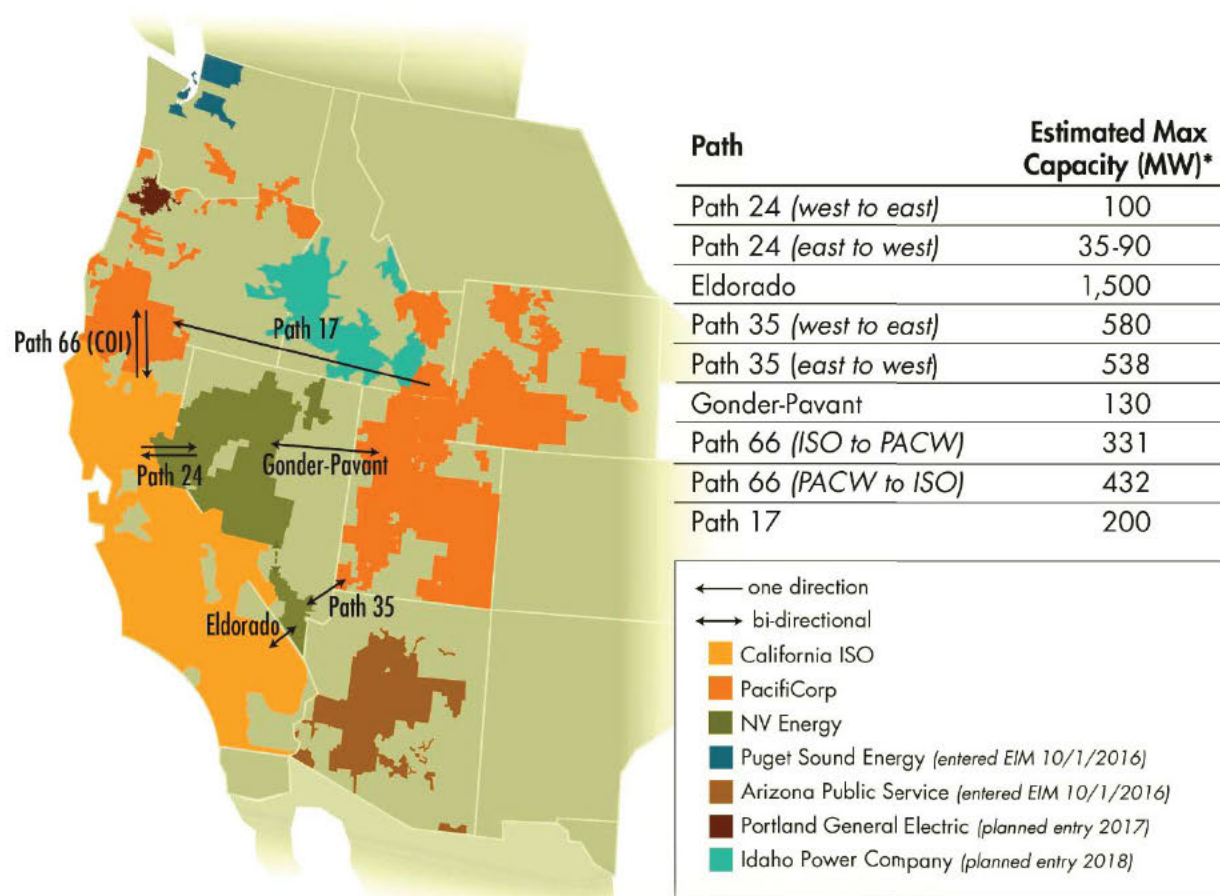 Path 17
Path 66 (COI)
Path 24
Gonder-Pavant
Path 35
Eldorado
Path Estimated Max Capacity (MW)*
Path 24 (west to east) 100
Path 24 (east to west) 35-90
Eldorado 1,500
Path 35 (west to east) 580
Path 35 (east to west) 538
Gonder-Pavant 130
Path 66 (ISO to PACW) 331
Path 66 (PACW to ISO) 432
Path 17 200
one direction
bi-directional
California ISO
PacifiCorp
NV Energy
Puget Sound Energy (entered EIM 10/1/2016)
Arizona Public Service (entered EIM 10/1/2016)
Portland General Electric (planned entry 2017)
Idaho Power Company (planned entry 2018)